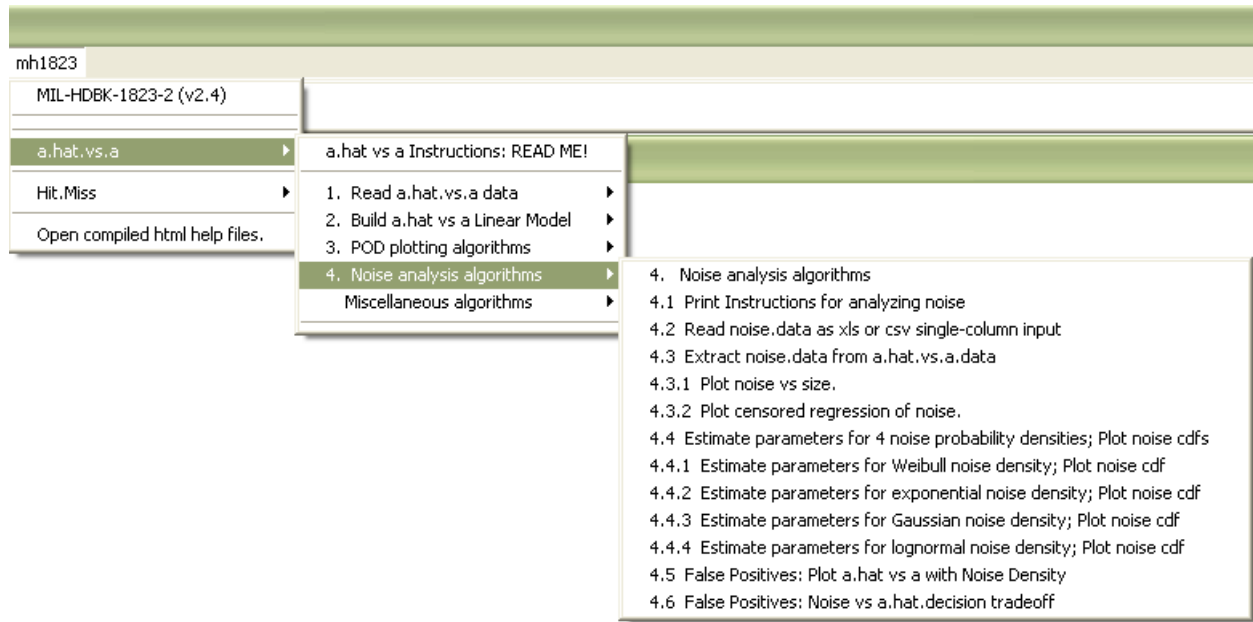 mh1823
MIL-HDBK-1823-2 (v2.4)
a.hat.vs.a
Hit.Miss
Open compiled html help files.
a.hat vs a Instructions: READ ME!
1. Read a.hat.vs.a data
2. Build a.hat vs a Linear Model
3. POD plotting algorithms
4. Noise analysis algorithms
Miscellaneous algorithms
4. Noise analysis algorithms
4.1 Print Instructions for analyzing noise
4.2 Read noise.data as xls or csv single-column input
4.3 Extract noise.data from a.hat.vs.a.data
4.3.1 Plot noise vs size.
4.3.2 Plot censored regression of noise.
4.4 Estimate parameters for 4 noise probability densities; Plot noise cdfs
4.4.1 Estimate parameters for Weibull noise density; Plot noise cdf
4.4.2 Estimate parameters for exponential noise density; Plot noise cdf
4.4.3 Estimate parameters for Gaussian noise density; Plot noise cdf
4.4.4 Estimate parameters for lognormal noise density; Plot noise cdf
4.5 False Positives: Plot a.hat vs a with Noise Density
4.6 False Positives: Noise vs a.hat.decision tradeoff